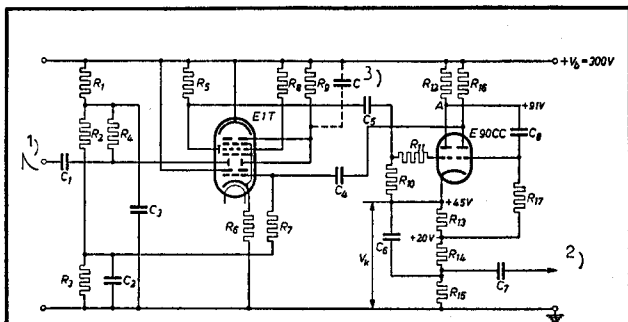 +Vb=300V
R1
R5
R8
R9
C
3)
R12
R16
A
+91V
C5
E1T
R2
R4
E90CC
C8
1)
C1
R11
C4
R10
R17
C3
+45V
R6
R7
R13
+20V
C6
Vk
R14
2)
R3
C2
C7
R15